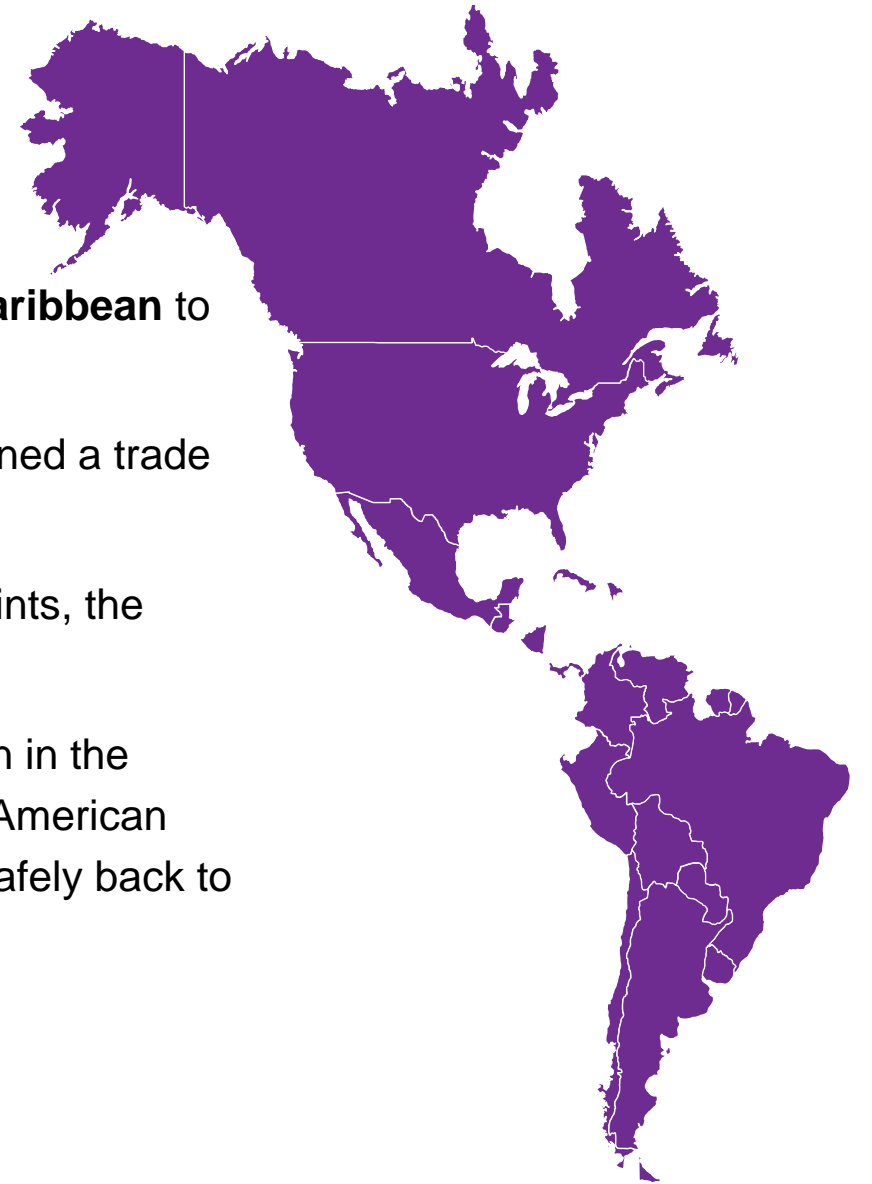 aribbean to
ned a trade
ints, the
n in the
American
afely back to